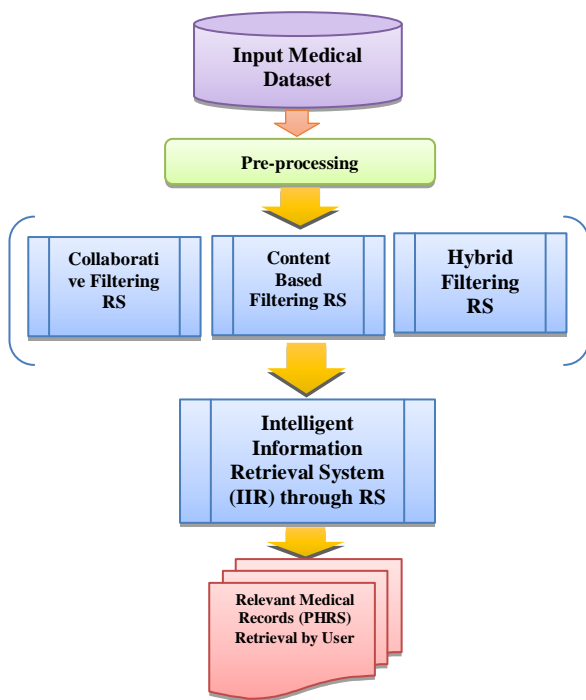 Input Medical
Dataset
Pre-processing
Collaborati
ve Filtering
RS
Content
Based
Filtering RS
Hybrid
Filtering
RS
Intelligent
Information
Retrieval System
(IIR) through RS
Relevant Medical
Records (PHRS)
Retrieval by User